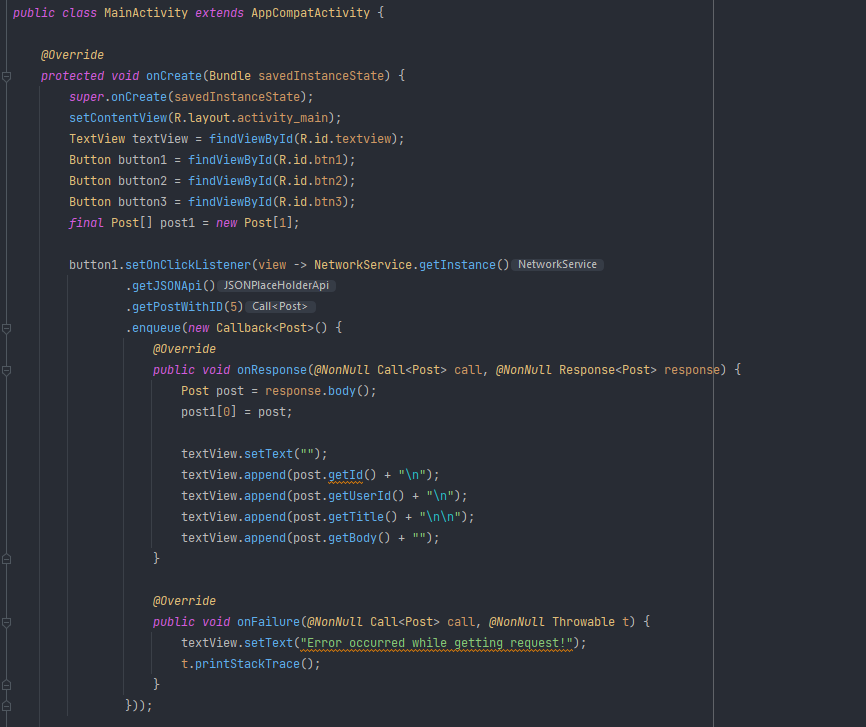 public class MainActivity extends AppCompatActivity {
@Override
protected void onCreate(Bundle savedInstanceState) {
super.onCreate(savedInstanceState);
setContentView(R.layout.activity_main);
TextView textView = findViewById(R.id.textview);
Button button1 = findViewById(R.id.btn1);
Button button2 = findViewById(R.id.btn2);
Button button3 = findViewById(R.id.btn3);
final Post[] post1 = new Post[1];
button1.setOnClickListener(view -> NetworkService.getInstance() NetworkService
.getJSONApi() JSONPlaceHolderApi
.getPostWithID(5) Call<Post>
.enqueue(new Callback<Post>() {
@Override
public void onResponse(@NonNull Call<Post> call, @NonNull Response<Post> response) {
Post post = response.body();
post1[0] = post;
textView.setText("");
textView.append(post.getId() + "\n");
textView.append(post.getUserId() + "\n");
textView.append(post.getTitle() + "\n\n");
textView.append(post.getBody() + "");
}
@Override
public void onFailure(@NonNull Call<Post> call, @NonNull Throwable t) {
textView.setText("Error occurred while getting request!");
t.printStackTrace();
}
}));